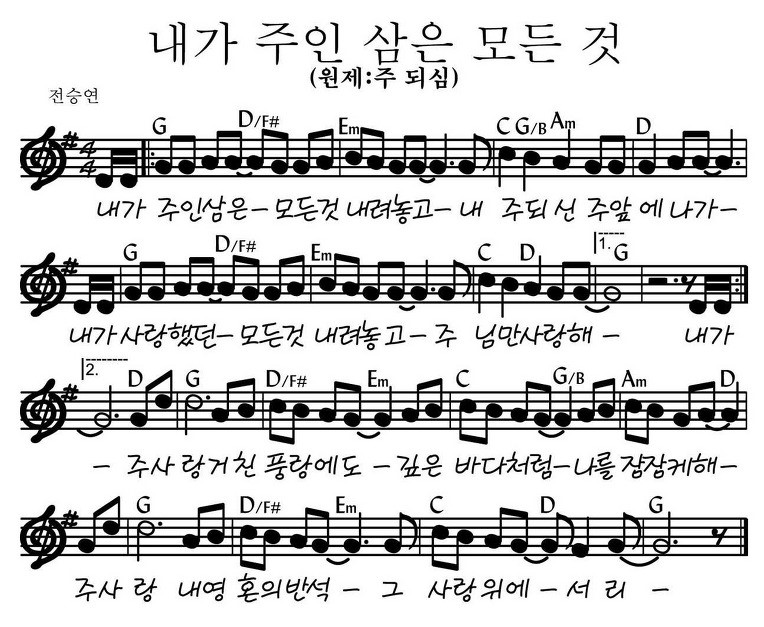 내가 주인 삼은 모든 것
(원제:주 되심)
전승연
G D/F# Em C G/B Am D
내가 주인삼은- 모든것 내려놓고- 내 주되 신 주앞 에 나가-
G D/F# Em C D 1. G
내가 사랑했던- 모든것 내려놓고- 주 님만사랑해 - 내가
2. D G D/F# Em C G/B Am D
- 주사 랑거친 풍랑에도 - 깊은 바다처럼- 나를 잠잠케해-
G D/F# Em C D G
주사 랑 내영 혼의반석 - 그 사랑위에- 서 리 -